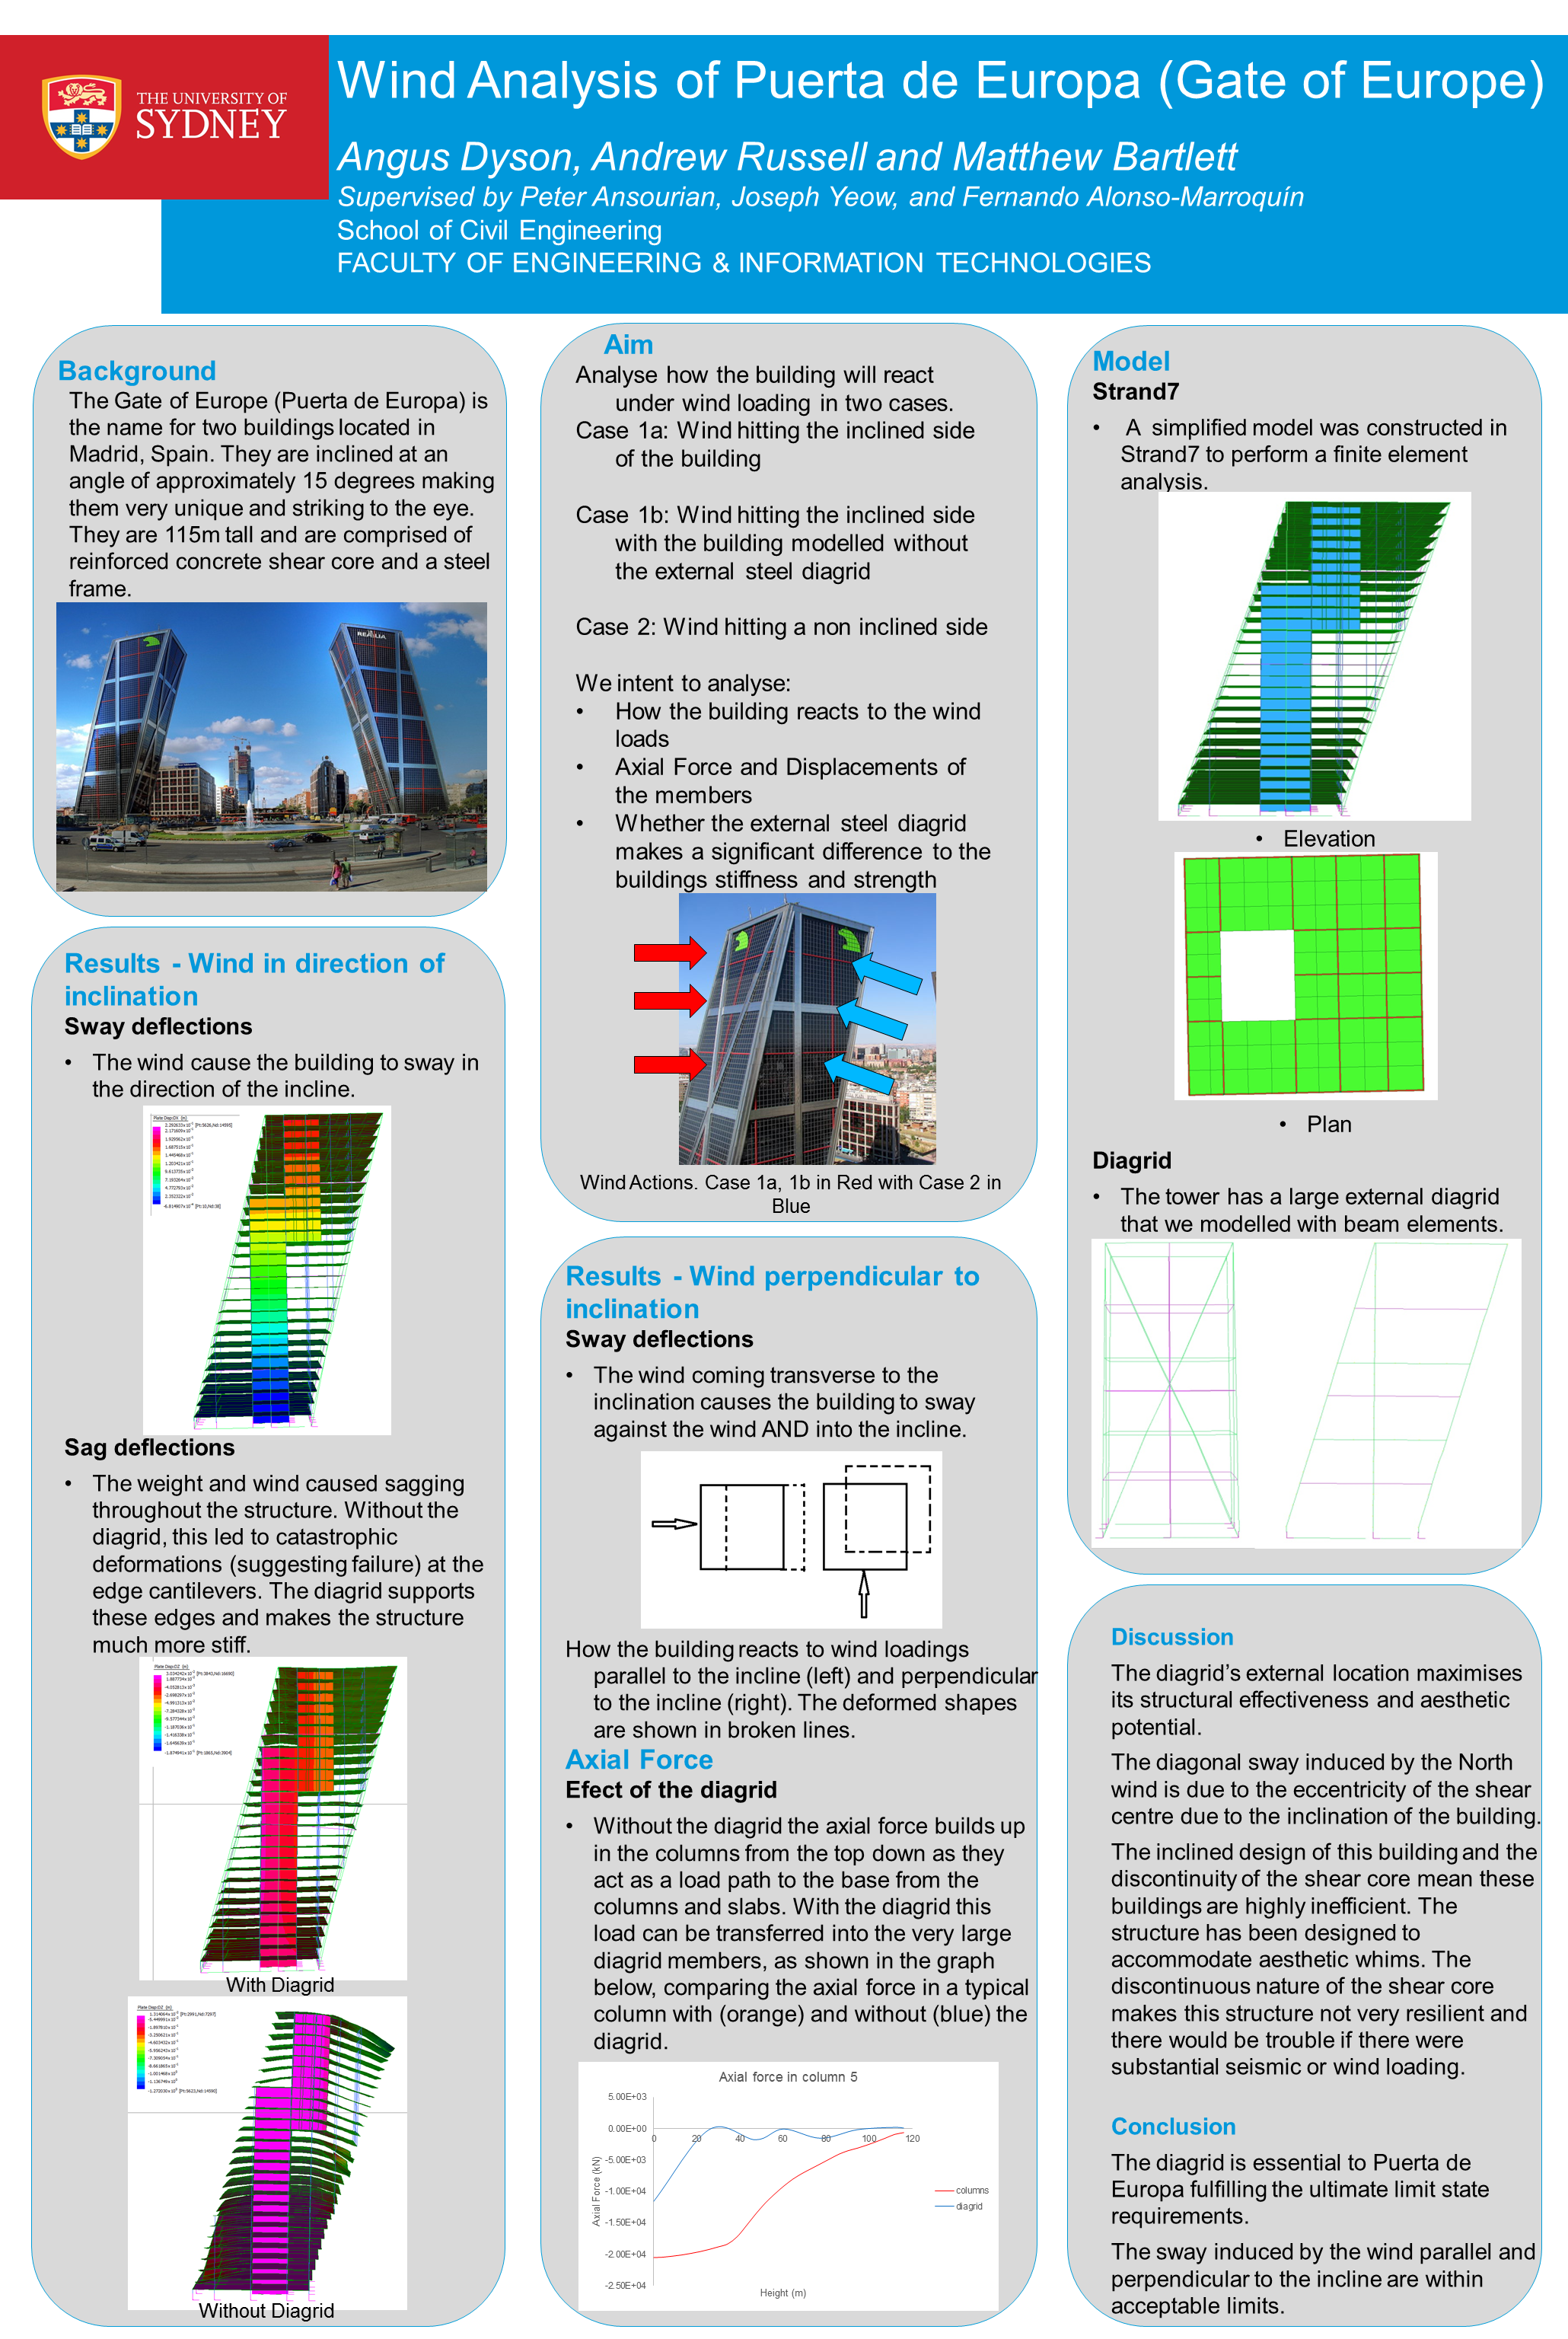 THE UNIVERSITY OF
SYDNEY
Wind Analysis of Puerta de Europa (Gate of Europe)
Angus Dyson, Andrew Russell and Matthew Bartlett
Supervised by Peter Ansourian, Joseph Yeow, and Fernando Alonso-Marroquín
School of Civil Engineering
FACULTY OF ENGINEERING & INFORMATION TECHNOLOGIES
Background
The Gate of Europe (Puerta de Europa) is
the name for two buildings located in
Madrid, Spain. They are inclined at an
angle of approximately 15 degrees making
them very unique and striking to the eye.
They are 115m tall and are comprised of
reinforced concrete shear core and a steel
frame.
REALIA
Results - Wind in direction of
inclination
Sway deflections
• The wind cause the building to sway in
the direction of the incline.
Sag deflections
• The weight and wind caused sagging
throughout the structure. Without the
diagrid, this led to catastrophic
deformations (suggesting failure) at the
edge cantilevers. The diagrid supports
these edges and makes the structure
much more stiff.
With Diagrid
Without Diagrid
Aim
Analyse how the building will react
under wind loading in two cases.
Case 1a: Wind hitting the inclined side
of the building
Case 1b: Wind hitting the inclined side
with the building modelled without
the external steel diagrid
Case 2: Wind hitting a non inclined side
We intent to analyse:
• How the building reacts to the wind
loads
• Axial Force and Displacements of
the members
• Whether the external steel diagrid
makes a significant difference to the
buildings stiffness and strength
Wind Actions. Case 1a, 1b in Red with Case 2 in
Blue
Results - Wind perpendicular to
inclination
Sway deflections
• The wind coming transverse to the
inclination causes the building to sway
against the wind AND into the incline.
How the building reacts to wind loadings
parallel to the incline (left) and perpendicular
to the incline (right). The deformed shapes
are shown in broken lines.
Axial Force
Efect of the diagrid
• Without the diagrid the axial force builds up
in the columns from the top down as they
act as a load path to the base from the
columns and slabs. With the diagrid this
load can be transferred into the very large
diagrid members, as shown in the graph
below, comparing the axial force in a typical
column with (orange) and without (blue) the
diagrid.
Axial force in column 5
5.00E+03
0.00E+00
-5.00E+03
-1.00E+04
-1.50E+04
-2.00E+04
-2.50E+04
0 20 40 60 80 100 120
Axial Force (kN)
Height (m)
columns
diagrid
Model
Strand7
• A simplified model was constructed in
Strand7 to perform a finite element
analysis.
• Elevation
• Plan
Diagrid
• The tower has a large external diagrid
that we modelled with beam elements.
Discussion
The diagrid's external location maximises
its structural effectiveness and aesthetic
potential.
The diagonal sway induced by the North
wind is due to the eccentricity of the shear
centre due to the inclination of the building.
The inclined design of this building and the
discontinuity of the shear core mean these
buildings are highly inefficient. The
structure has been designed to
accommodate aesthetic whims. The
discontinuous nature of the shear core
makes this structure not very resilient and
there would be trouble if there were
substantial seismic or wind loading.
Conclusion
The diagrid is essential to Puerta de
Europa fulfilling the ultimate limit state
requirements.
The sway induced by the wind parallel and
perpendicular to the incline are within
acceptable limits.